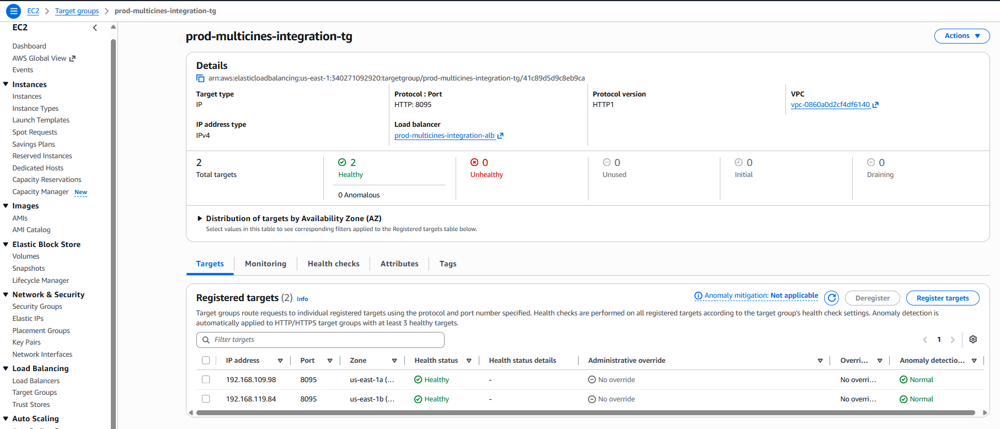 EC2 > Target groups > prod-multicines-integration-tg
EC2
Dashboard
AWS Global View
Events
Instances
Instances
Instance Types
Launch Templates
Spot Requests
Savings Plans
Reserved Instances
Dedicated Hosts
Capacity Reservations
Capacity Manager New
Images
AMIs
AMI Catalog
Elastic Block Store
Volumes
Snapshots
Lifecycle Manager
Network & Security
Security Groups
Elastic IPs
Placement Groups
Key Pairs
Network Interfaces
Load Balancing
Load Balancers
Target Groups
Trust Stores
Auto Scaling
prod-multicines-integration-tg
Actions
Details
arn:aws:elasticloadbalancing:us-east-1:340271092920:targetgroup/prod-multicines-integration-tg/41c89d5d9c8eb9ca
Target type
IP
Protocol : Port
HTTP: 8095
Protocol version
HTTP1
VPC
vpc-0860a0d2cf4df6140
IP address type
IPv4
Load balancer
prod-multicines-integration-alb
2
Total targets
2
Healthy
0 Anomalous
0
Unhealthy
0
Unused
0
Initial
0
Draining
Distribution of targets by Availability Zone (AZ)
Select values in this table to see corresponding filters applied to the Registered targets table below.
Targets
Monitoring
Health checks
Attributes
Tags
Registered targets (2) Info
Anomaly mitigation: Not applicable
Deregister
Register targets
Target groups route requests to individual registered targets using the protocol and port number specified. Health checks are performed on all registered targets according to the target group's health check settings. Anomaly detection is
automatically applied to HTTP/HTTPS target groups with at least 3 healthy targets.
Filter targets
1
IP address Port Zone Health status Health status details Administrative override Overri... Anomaly detectio...
192.168.109.98 8095 us-east-1a (... Healthy - No override No overri... Normal
192.168.119.84 8095 us-east-1b (... Healthy - No override No overri... Normal